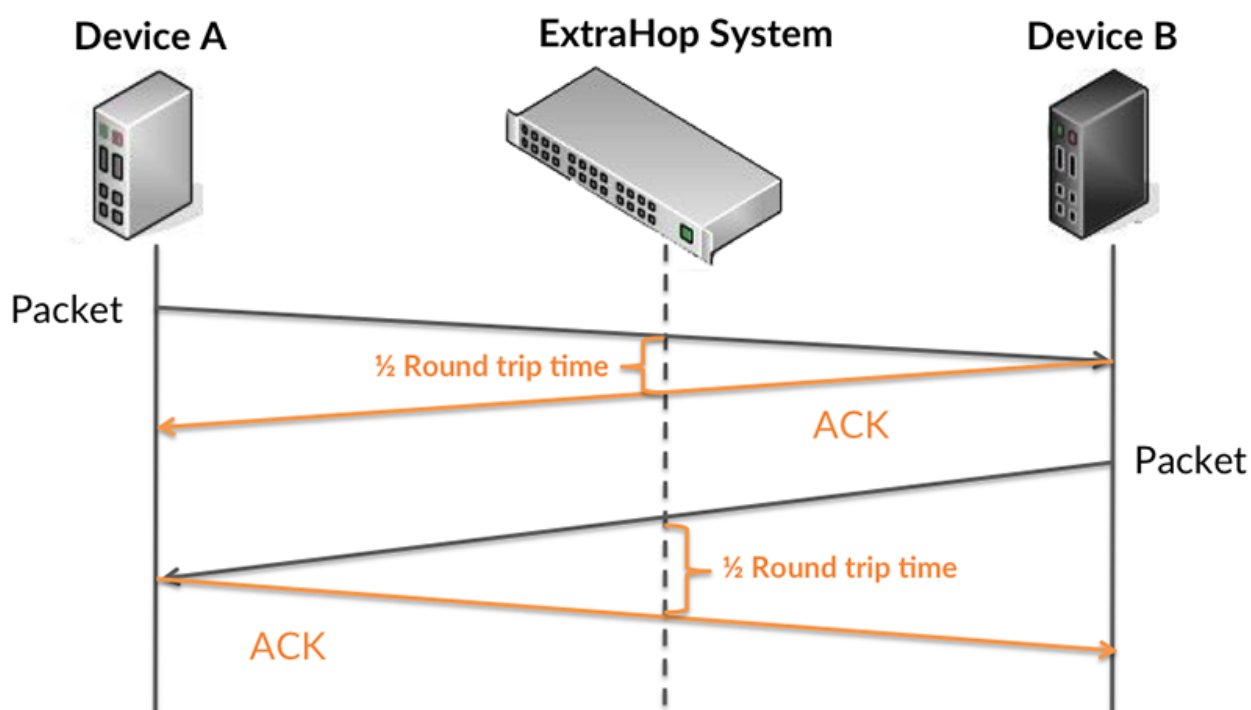 Device A
ExtraHop System
Device B
Packet
½ Round trip time
ACK
Packet
½ Round trip time
ACK